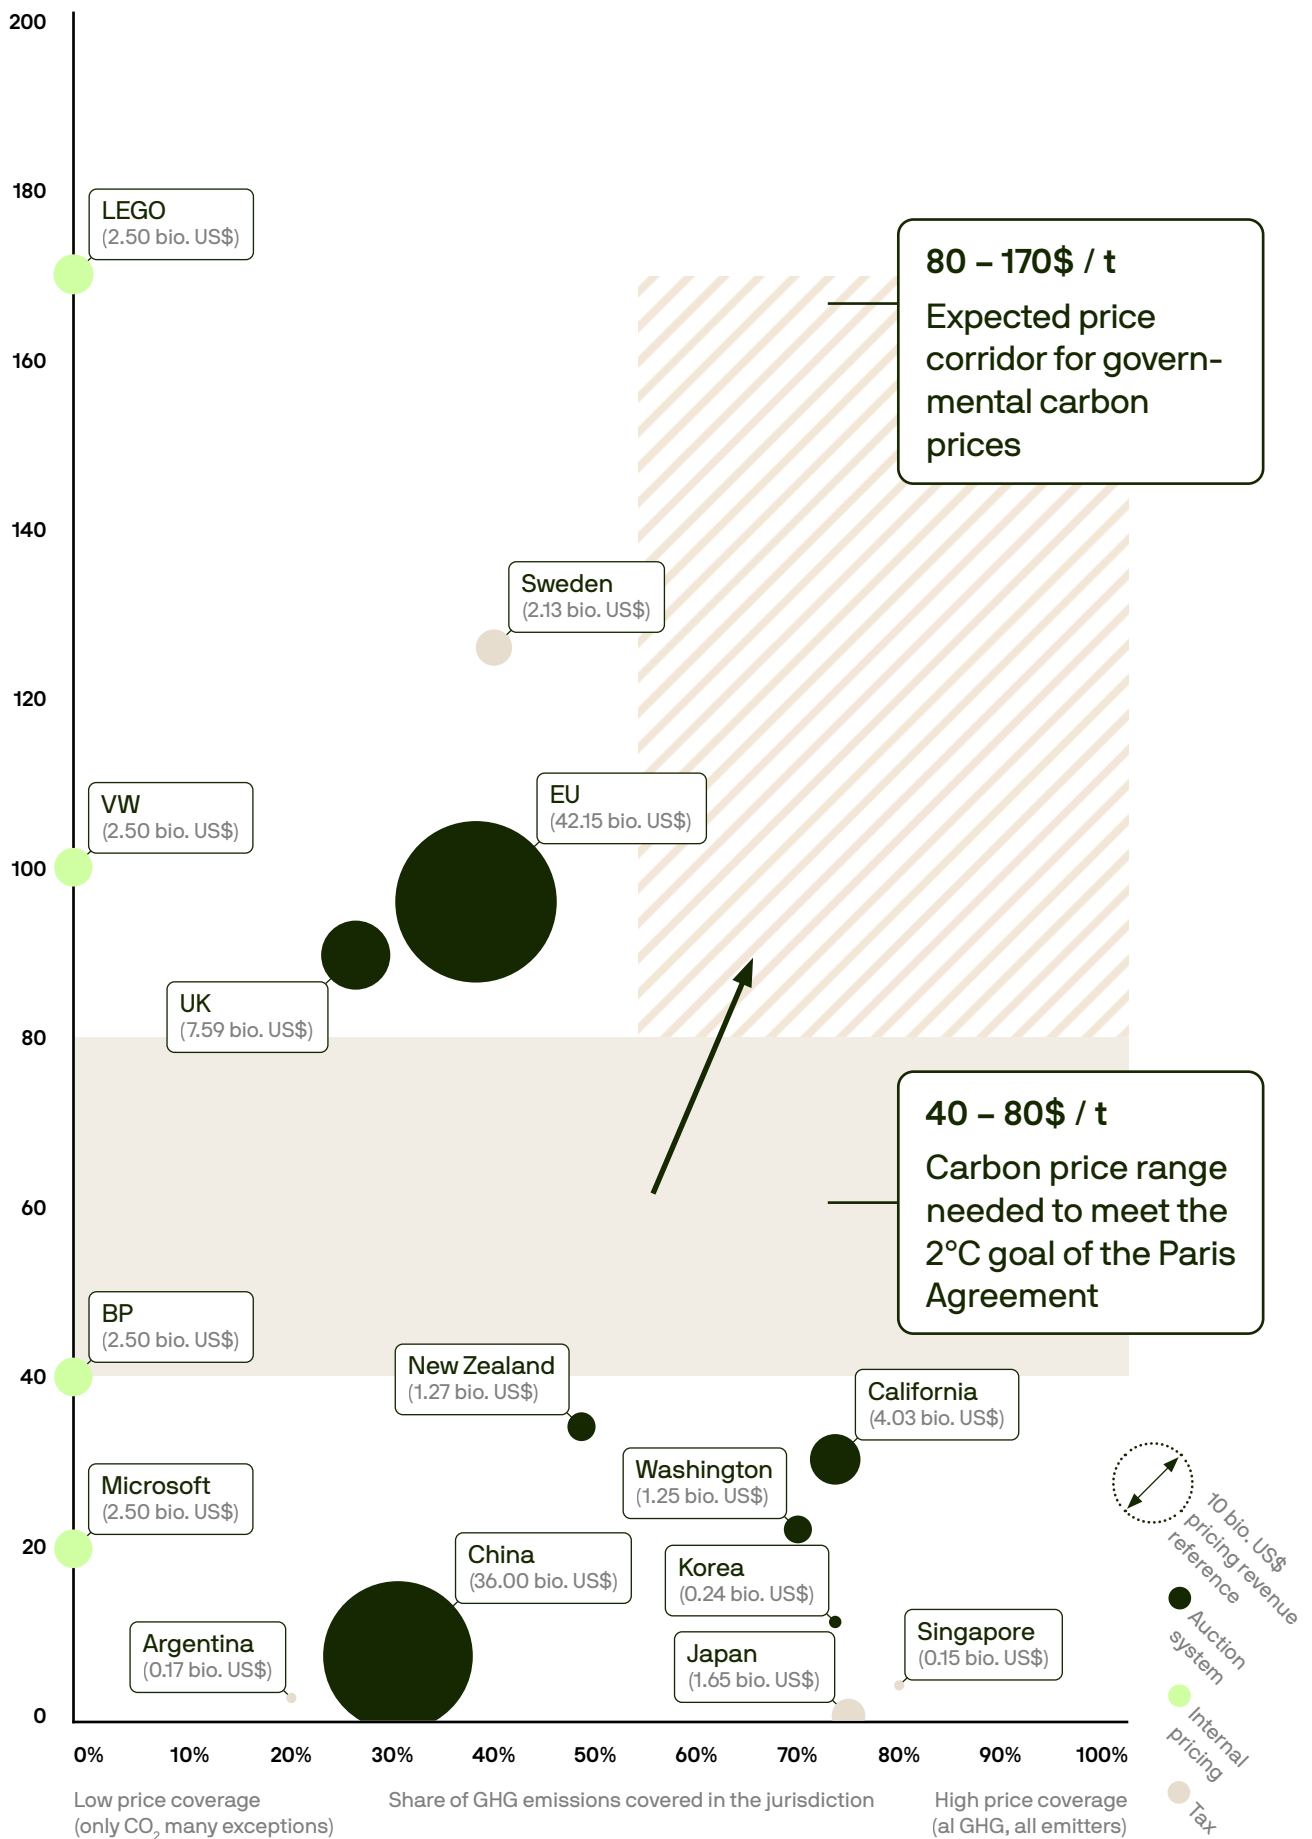 200
180
LEGO
(2.50 bio. US$)
80 – 170$ / t
Expected price
corridor for govern-
mental carbon
prices
160
140
Sweden
(2.13 bio. US$)
120
VW
(2.50 bio. US$)
EU
(42.15 bio. US$)
100
UK
(7.59 bio. US$)
80
40 – 80$ / t
Carbon price range
needed to meet the
2°C goal of the Paris
Agreement
60
BP
(2.50 bio. US$)
40
New Zealand
(1.27 bio. US$)
California
(4.03 bio. US$)
Washington
(1.25 bio. US$)
Microsoft
(2.50 bio. US$)
20
China
(36.00 bio. US$)
Korea
(0.24 bio. US$)
Argentina
(0.17 bio. US$)
Japan
(1.65 bio. US$)
Singapore
(0.15 bio. US$)
0
10 bio. US$
pricing revenue
reference
Auction
system
Internal
pricing
Tax
0% 10% 20% 30% 40% 50% 60% 70% 80% 90% 100%
Low price coverage
(only CO₂ many exceptions)
Share of GHG emissions covered in the jurisdiction
High price coverage
(al GHG, all emitters)